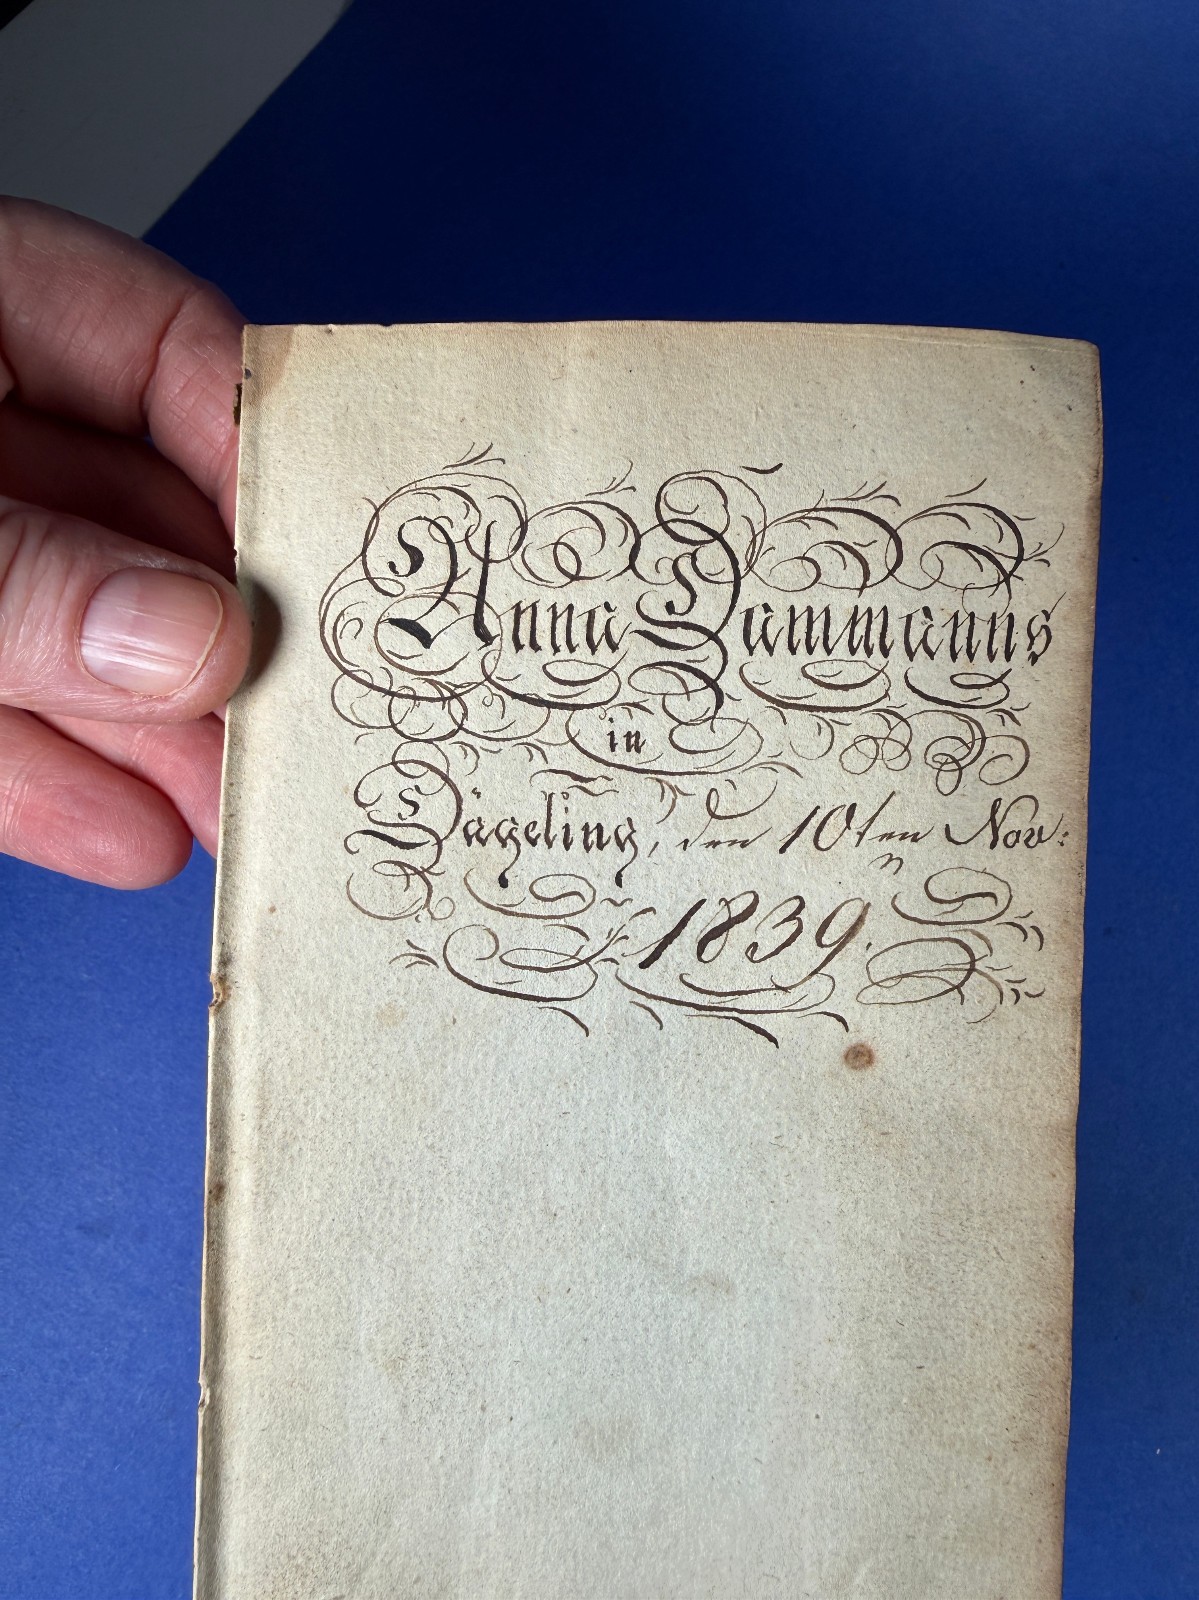 Anna Dammanns
in
Dägeling, den 10ten Nov:
1839.